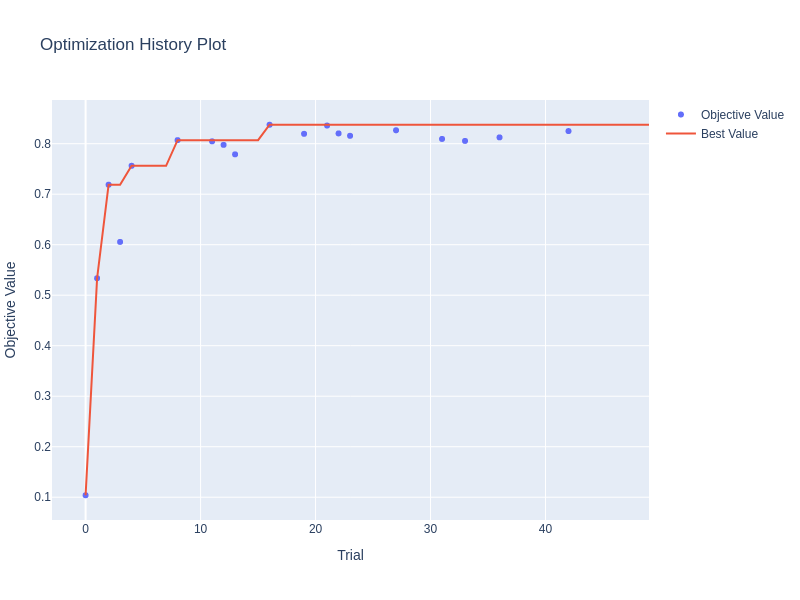 Optimization History Plot
Objective Value
Best Value
0.8
0.7
0.6
0.5
0.4
0.3
0.2
0.1
Objective Value
0
10
20
30
40
Trial